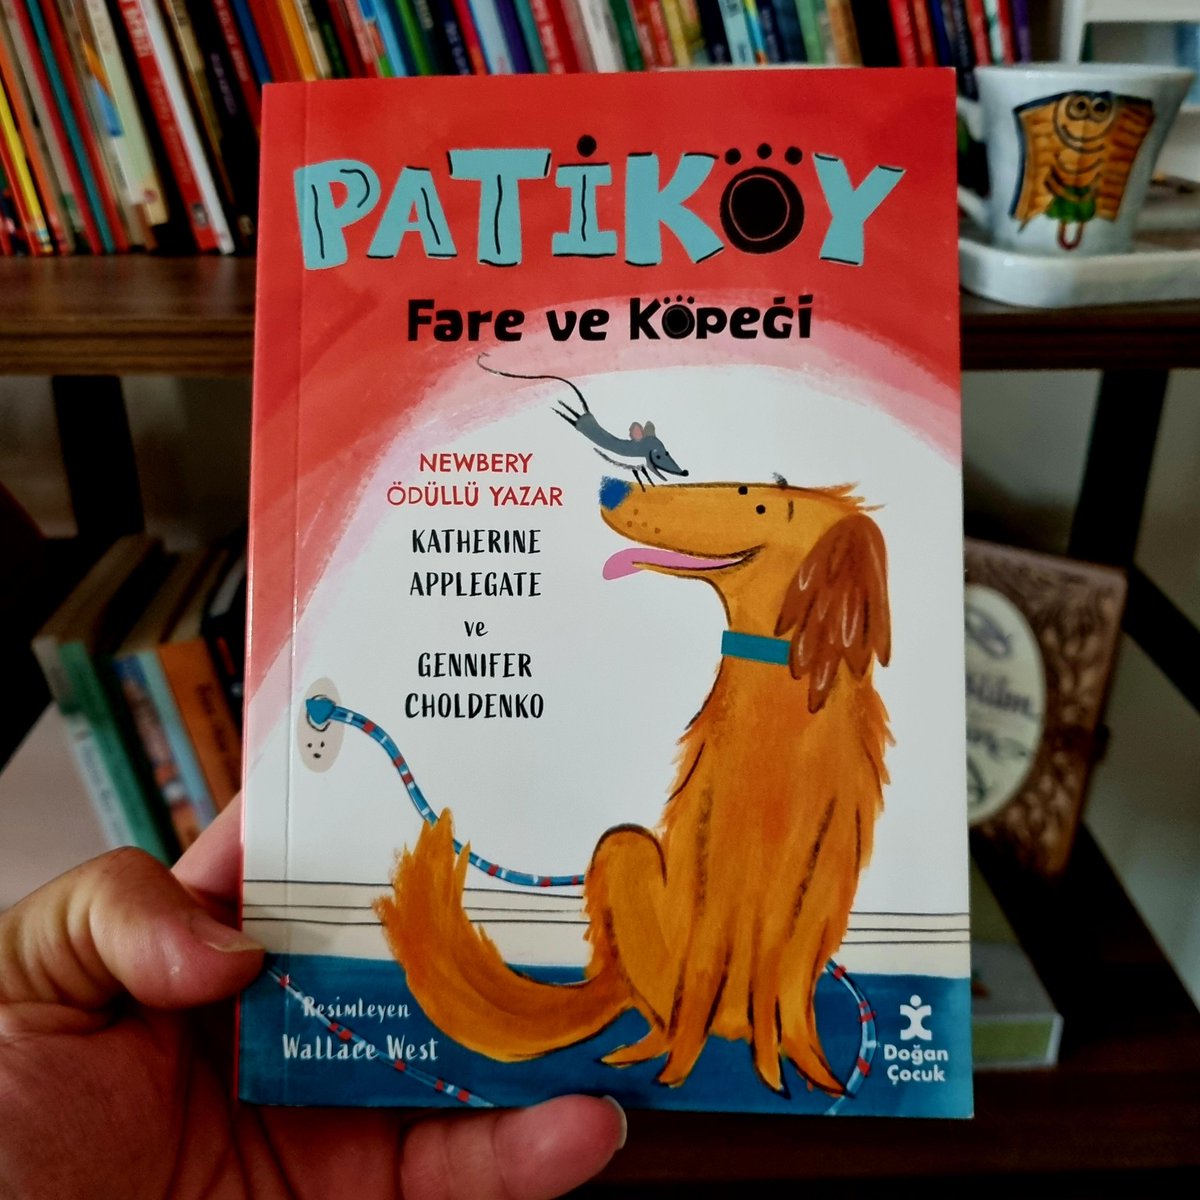 PATİKÖY
Fare ve Köpeği
NEWBERY
ÖDÜLLÜ YAZAR
KATHERINE
APPLEGATE
ve
GENNIFER
CHOLDENKO
Resimleyen
Wallace West
Doğan
Çocuk